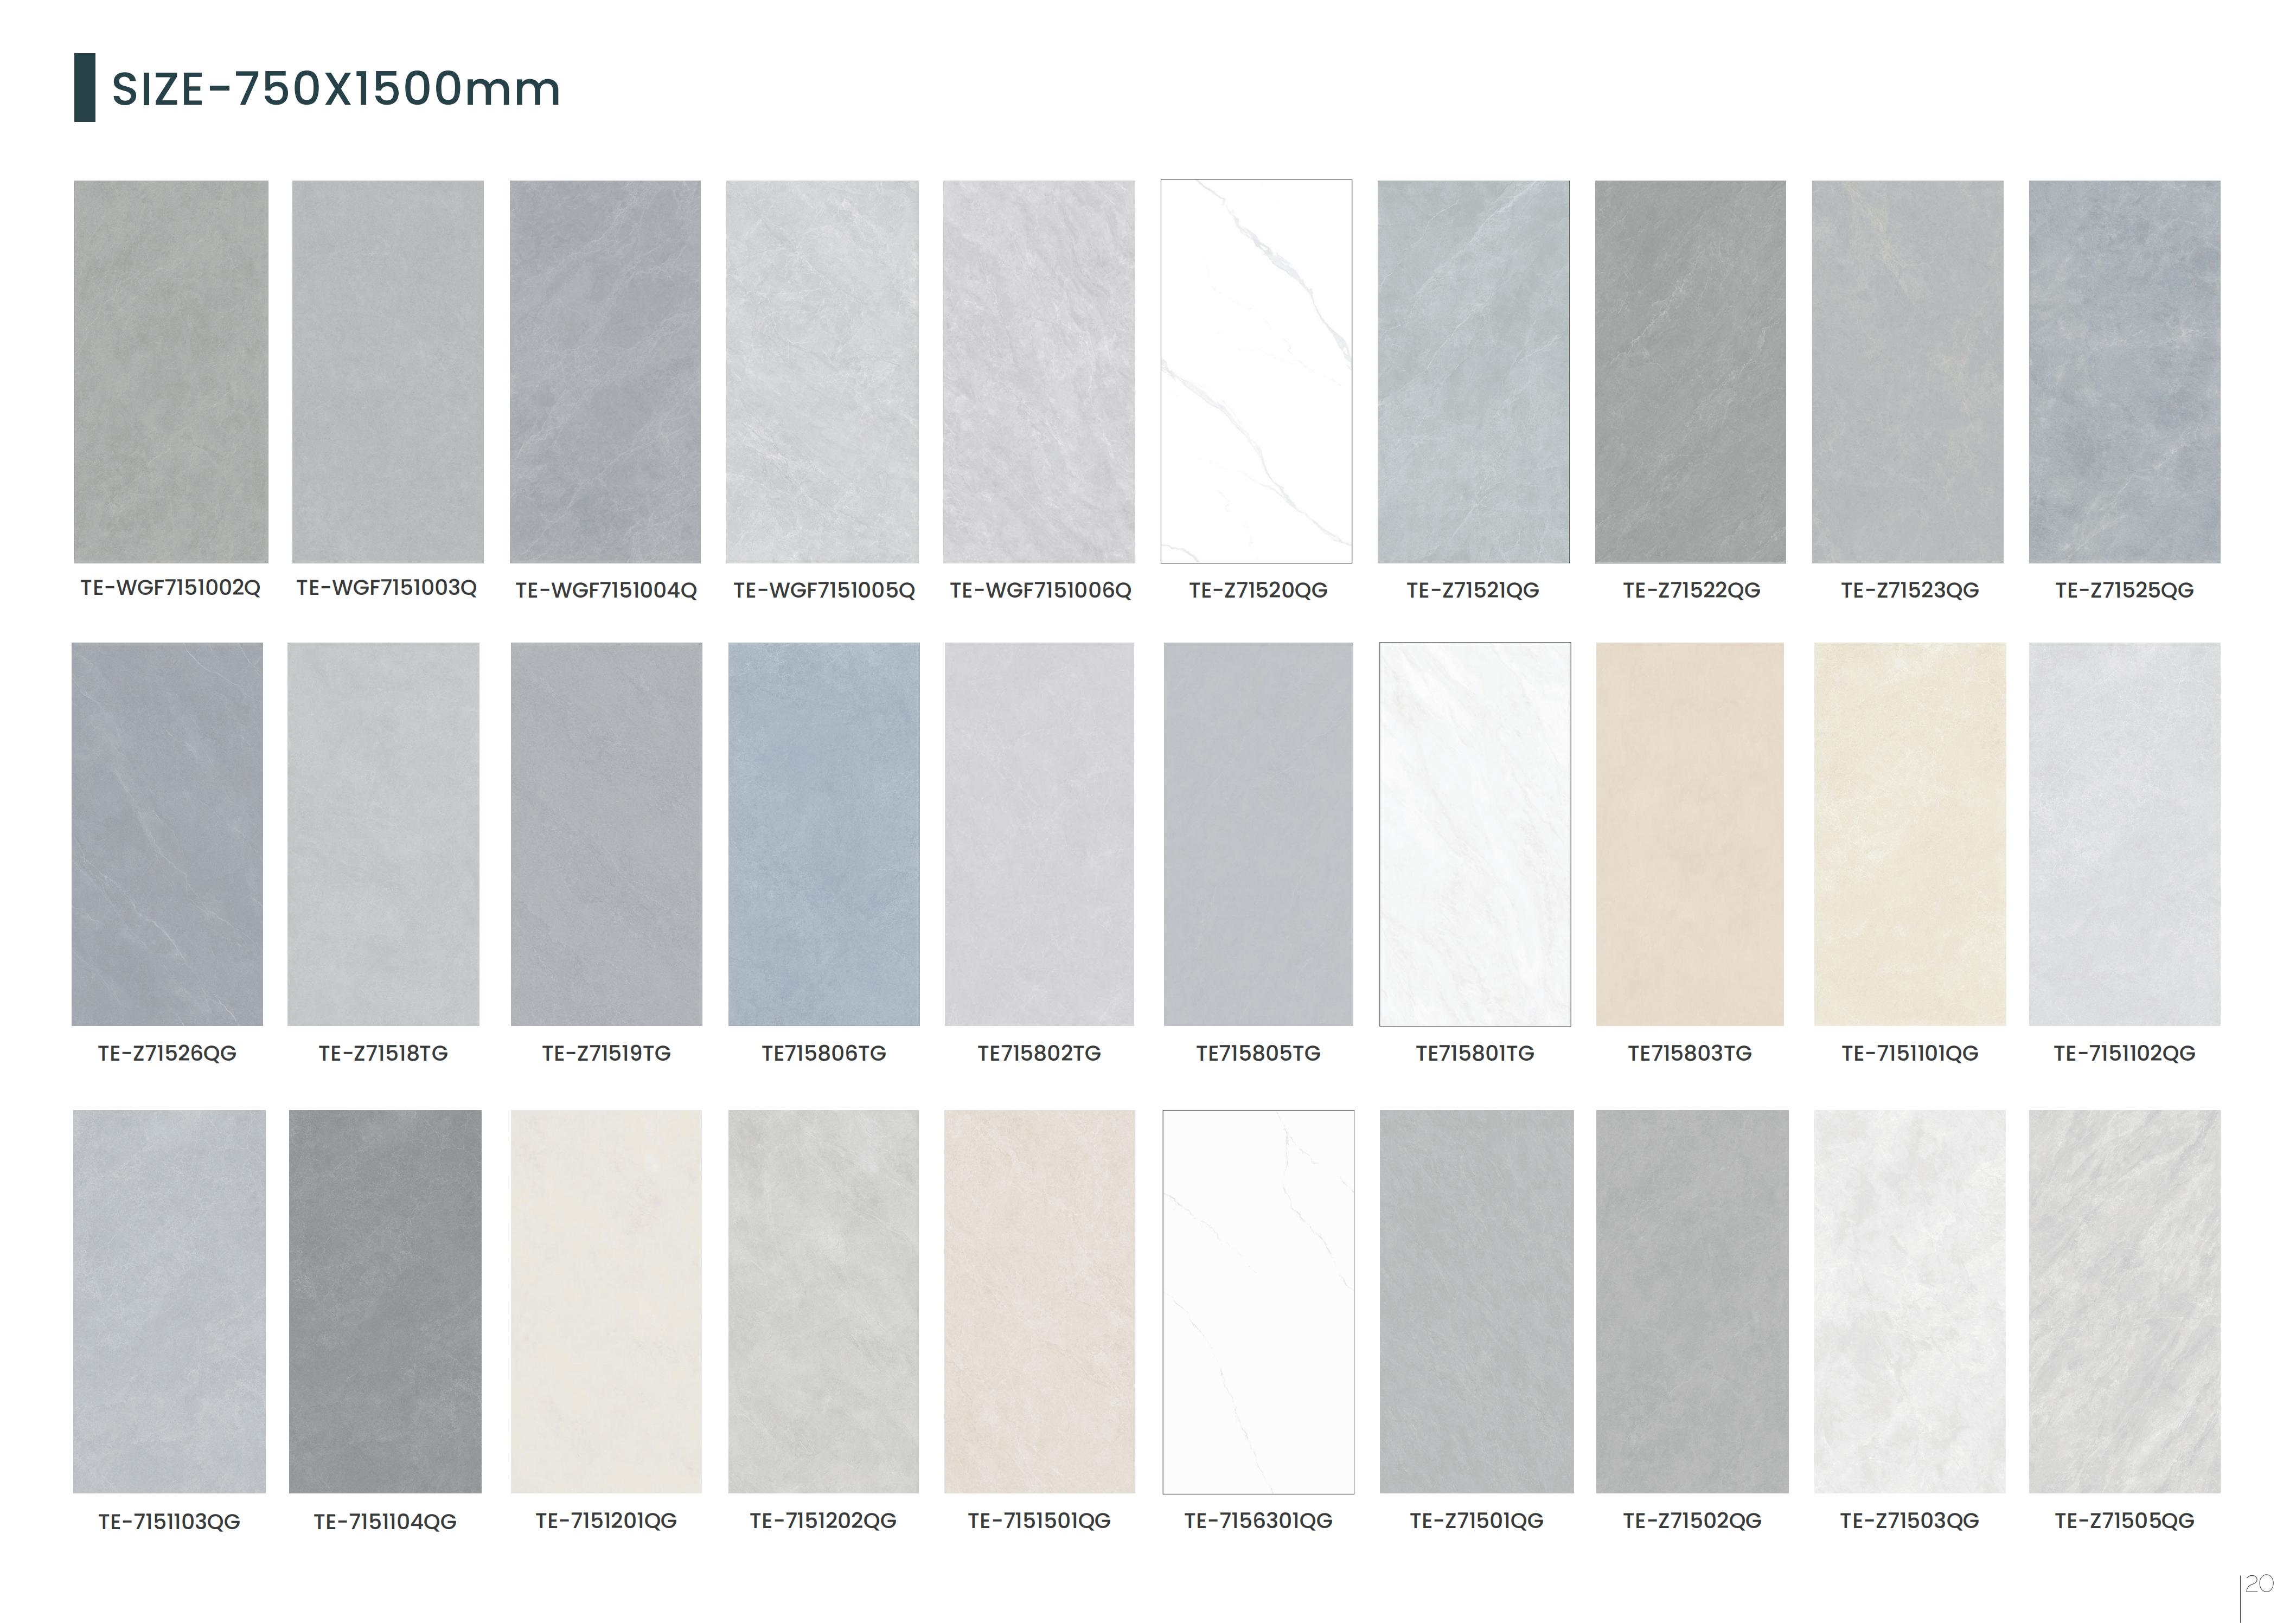 SIZE-750X1500mm
TE-WGF7151002Q TE-WGF7151003Q TE-WGF7151004Q TE-WGF7151005Q TE-WGF7151006Q TE-Z71520QG TE-Z71521QG TE-Z71522QG TE-Z71523QG TE-Z71525QG
TE-Z71526QG TE-Z71518TG TE-Z71519TG TE715806TG TE715802TG TE715805TG TE715801TG TE715803TG TE-7151101QG TE-7151102QG
TE-7151103QG TE-7151104QG TE-7151201QG TE-7151202QG TE-7151501QG TE-7156301QG TE-Z71501QG TE-Z71502QG TE-Z71503QG TE-Z71505QG
20